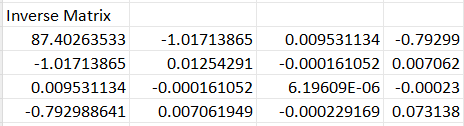 Inverse Matrix
87.40263533 -1.01713865 0.009531134 -0.79299
-1.01713865 0.01254291 -0.000161052 0.007062
0.009531134 -0.000161052 6.19609E-06 -0.00023
-0.792988641 0.007061949 -0.000229169 0.073138